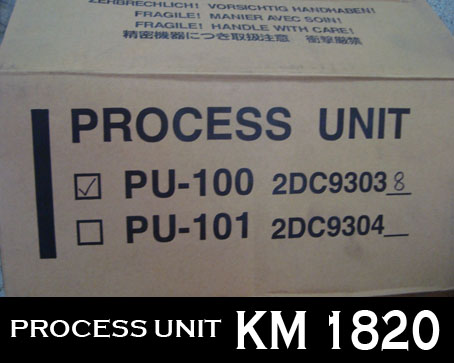 ZERBRECHLICH! VORSICHTIG HANDHABEN!
FRAGILE! MANIER AVEC SOIN!
FRAGILE! HANDLE WITH CARE!
精密機器につき取扱注意 衝撃厳禁
PROCESS UNIT
☑ PU-100 2DC9303 8
☐ PU-101 2DC9304_
PROCESS UNIT KM 1820